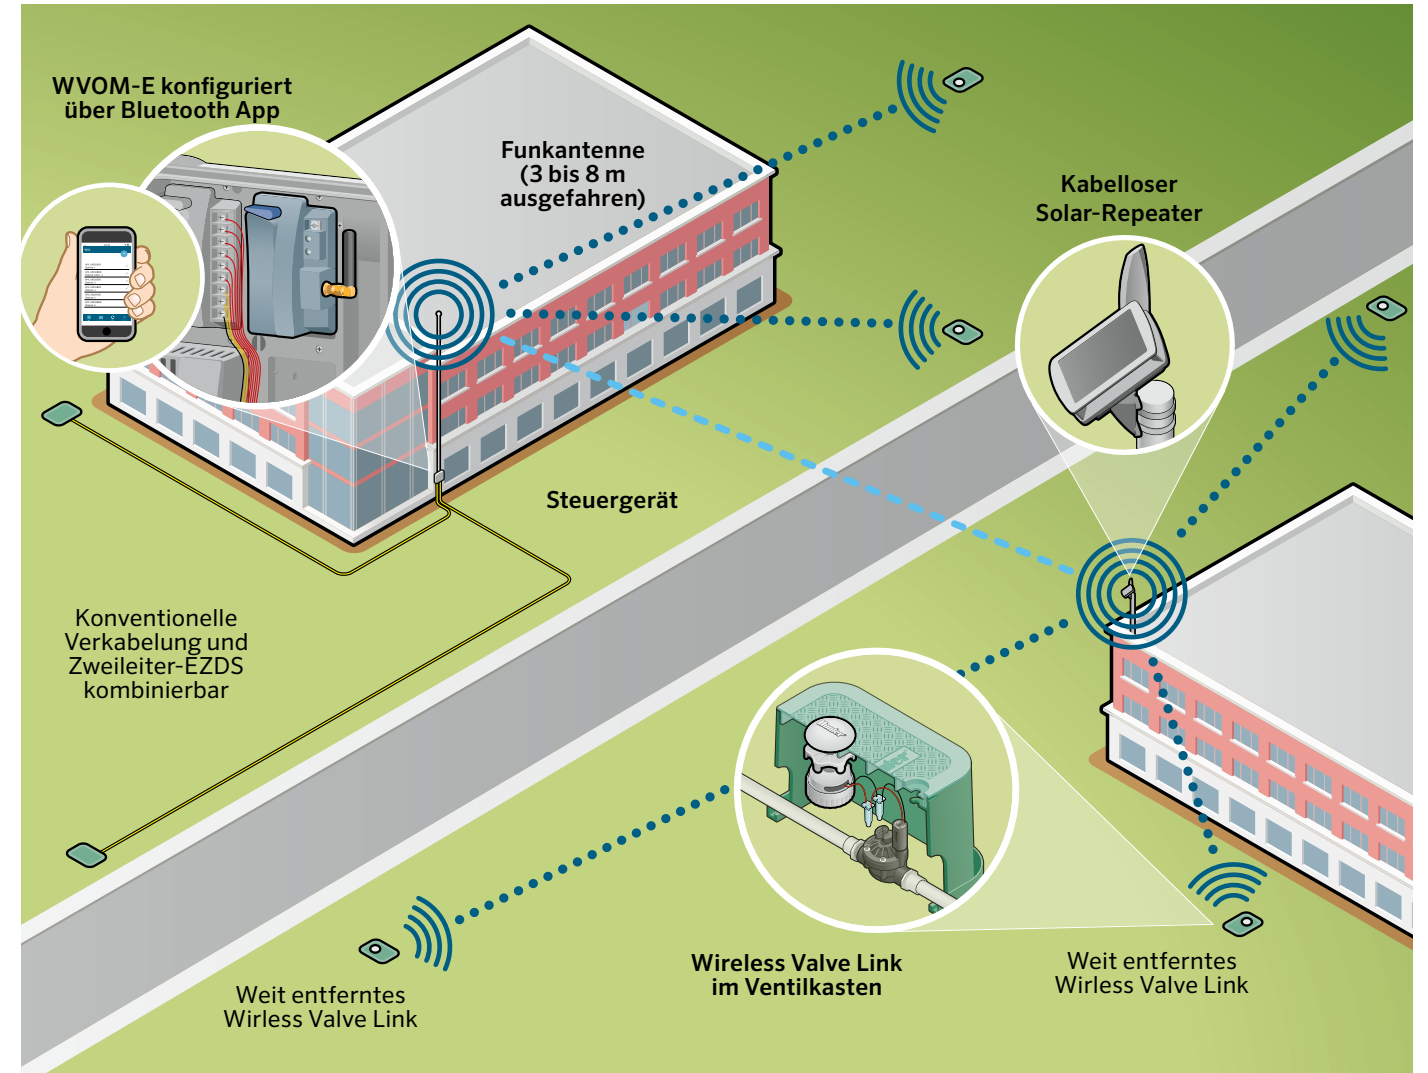 WVOM-E konfiguriert
über Bluetooth App
Funkantenne
(3 bis 8 m
ausgefahren)
Kabelloser
Solar-Repeater
Steuergerät
Konventionelle
Verkabelung und
Zweileiter-EZDS
kombinierbar
Wireless Valve Link
im Ventilkasten
Weit entferntes
Wirless Valve Link
Weit entferntes
Wirless Valve Link